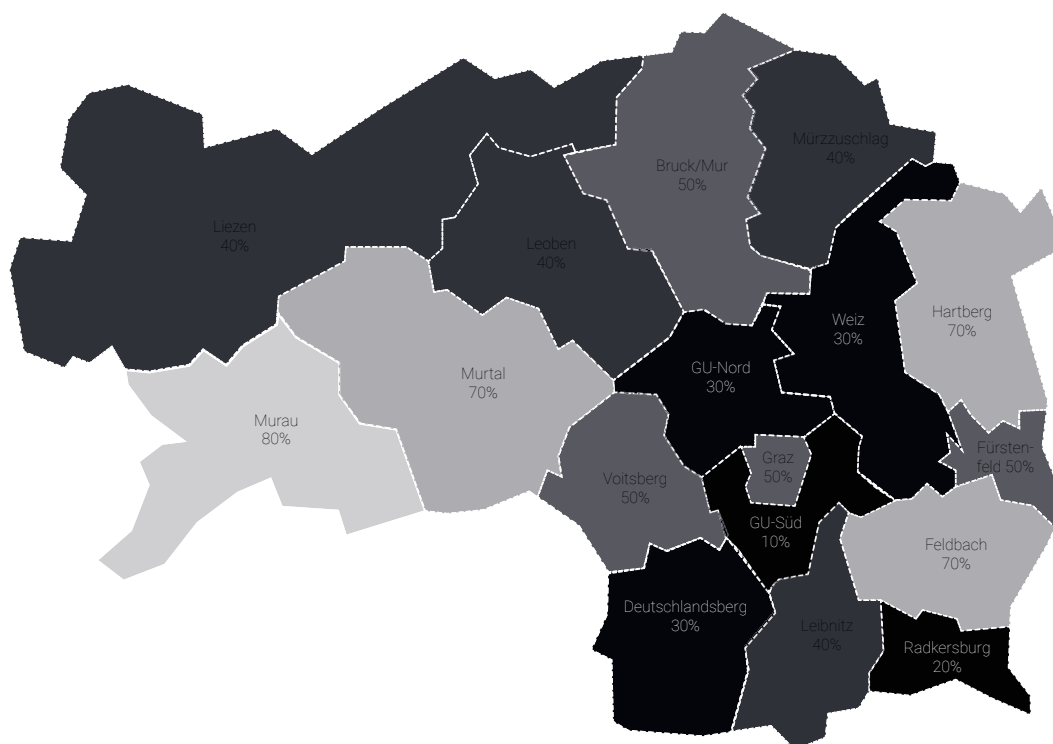 Mürzzuschlag
40%
Bruck/Mur
50%
Liezen
40%
Leoben
40%
Hartberg
70%
Weiz
30%
GU-Nord
30%
Murtal
70%
Murau
80%
Fürsten-
feld 50%
Graz
50%
Voitsberg
50%
GU-Süd
10%
Feldbach
70%
Deutschlandsberg
30%
Leibnitz
40%
Radkersburg
20%